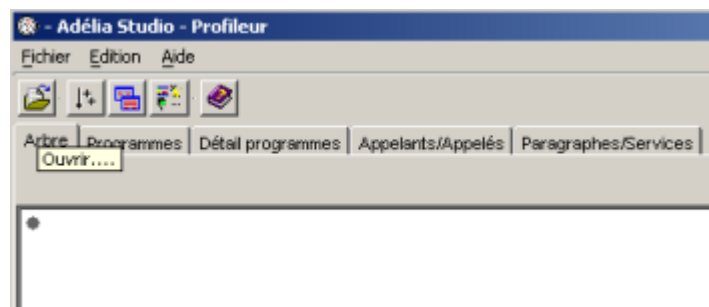 - Adélia Studio - Profileur
Fichier Edition Aide
Arbre Programmes Détail programmes Appelants/Appelés Paragraphes/Services
Ouvrir....